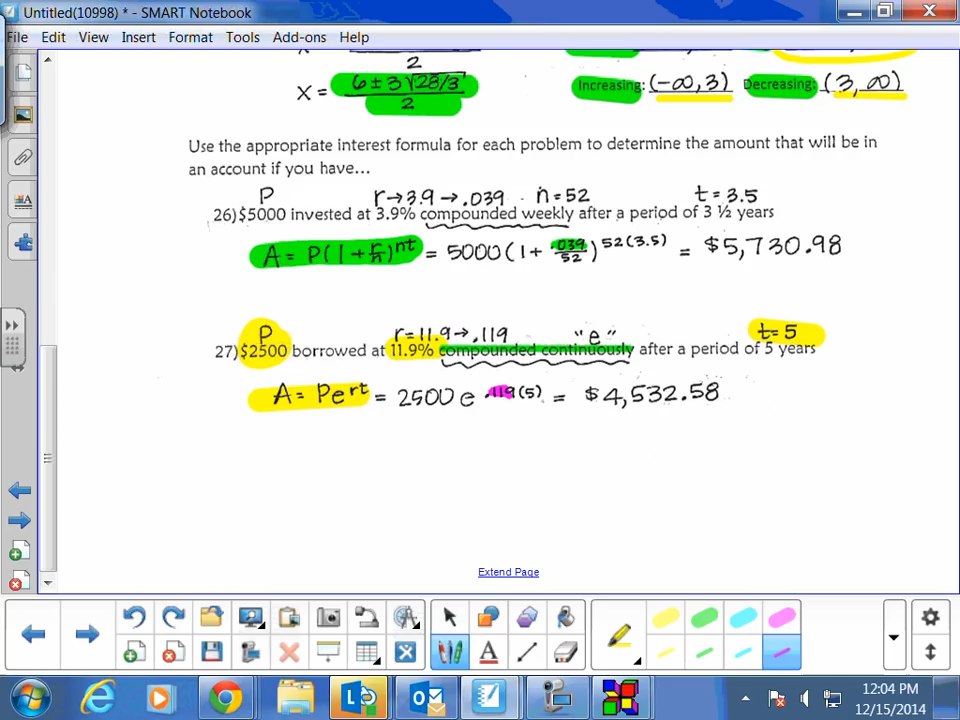 Untitled(10998) * - SMART Notebook
File Edit View Insert Format Tools Add-ons Help
2
X = 6 ± 3√28/3
2
Increasing: (-∞, 3) Decreasing: (3, ∞)
Use the appropriate interest formula for each problem to determine the amount that will be in
an account if you have…
P r→3.9→.039 n=52 t=3.5
26) $5000 invested at 3.9% compounded weekly after a period of 3 ½ years
A = P(1+r/n)^nt = 5000(1+.039/52)^52(3.5) = $5,730.98
P r=11.9→.119 "e" t=5
27) $2500 borrowed at 11.9% compounded continuously after a period of 5 years
A = Pe^rt = 2500e^.119(5) = $4,532.58
Extend Page
12:04 PM
12/15/2014